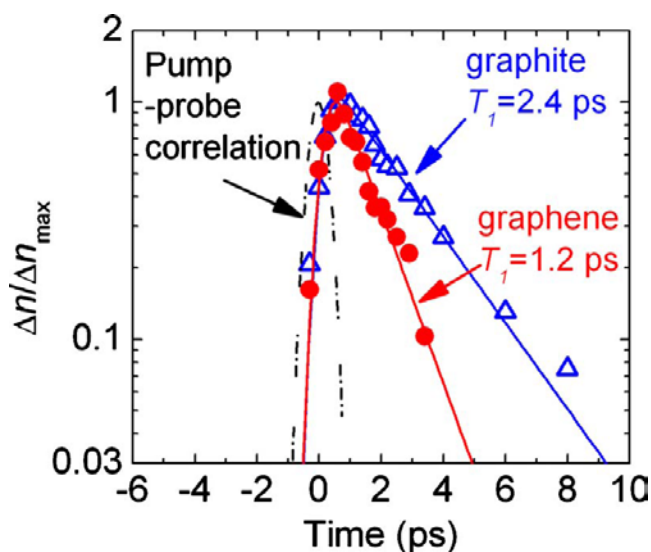 Pump
-probe
correlation
graphite
T₁=2.4 ps
graphene
T₁=1.2 ps
Δn/Δnₘₐₓ
2
1
0.1
0.03
-6 -4 -2 0 2 4 6 8 10
Time (ps)